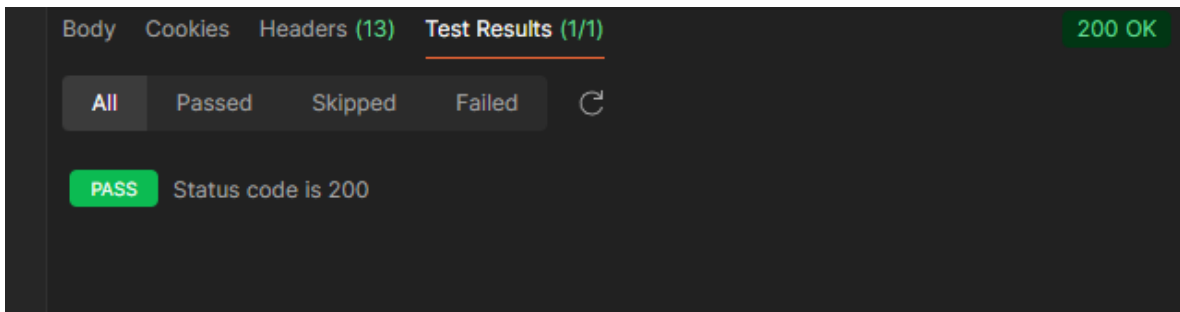 Body Cookies Headers (13) Test Results (1/1) 200 OK
All Passed Skipped Failed
PASS Status code is 200